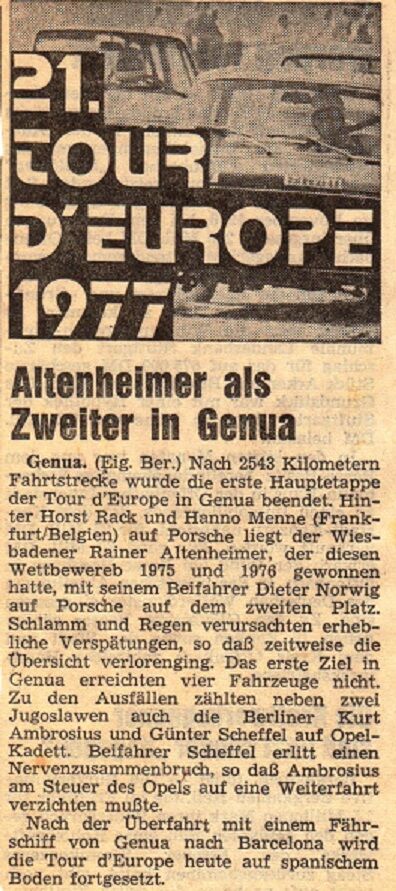 21.
TOUR
D'EUROPE
1977
Altenheimer als
Zweiter in Genua
Genua. (Eig. Ber.) Nach 2543 Kilometern
Fahrtstrecke wurde die erste Hauptetappe
der Tour d'Europe in Genua beendet. Hin-
ter Horst Rack und Hanno Menne (Frank-
furt/Belgien) auf Porsche liegt der Wies-
badener Rainer Altenheimer, der diesen
Wettbewereb 1975 und 1976 gewonnen
hatte, mit seinem Beifahrer Dieter Norwig
auf Porsche auf dem zweiten Platz.
Schlamm und Regen verursachten erheb-
liche Verspätungen, so daß zeitweise die
Übersicht verlorenging. Das erste Ziel in
Genua erreichten vier Fahrzeuge nicht.
Zu den Ausfällen zählten neben zwei
Jugoslawen auch die Berliner Kurt
Ambrosius und Günter Scheffel auf Opel-
Kadett. Beifahrer Scheffel erlitt einen
Nervenzusammenbruch, so daß Ambrosius
am Steuer des Opels auf eine Weiterfahrt
verzichten mußte.
Nach der Überfahrt mit einem Fähr-
schiff von Genua nach Barcelona wird
die Tour d'Europe heute auf spanischem
Boden fortgesetzt.